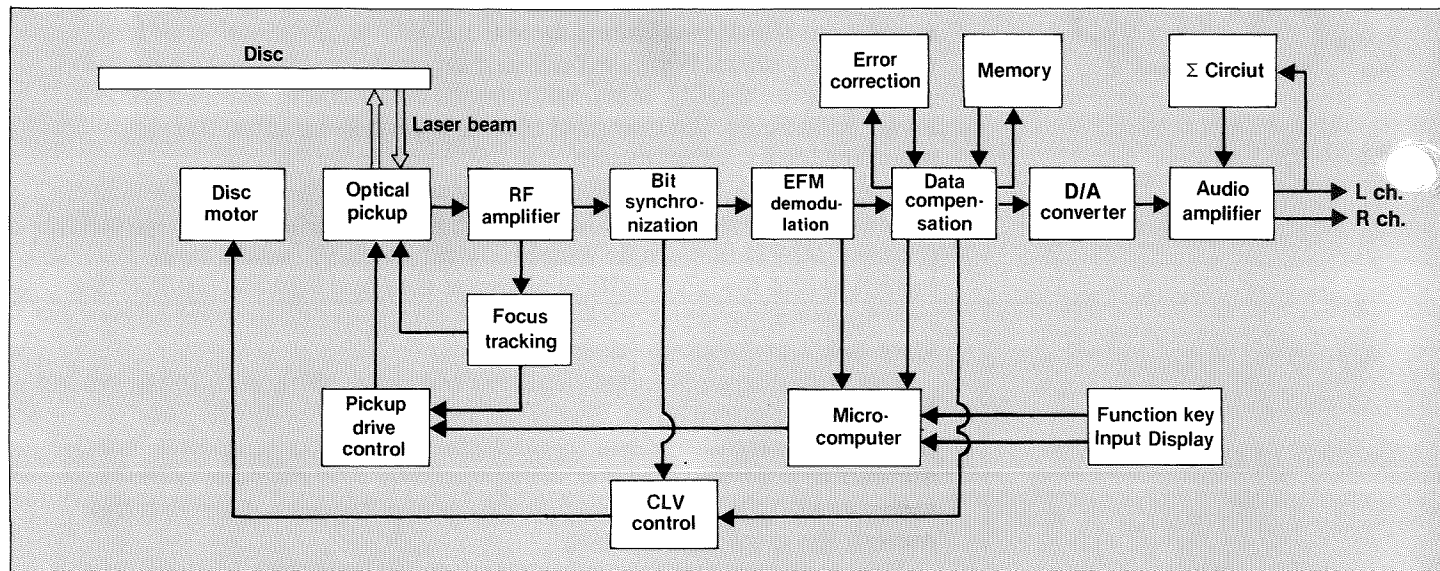 Disc
Laser beam
Error
correction
Memory
Σ Circiut
Disc
motor
Optical
pickup
RF
amplifier
Bit
synchro-
nization
EFM
demodu-
lation
Data
compen-
sation
D/A
converter
Audio
amplifier
L ch.
R ch.
Focus
tracking
Pickup
drive
control
Micro-
computer
Function key
Input Display
CLV
control